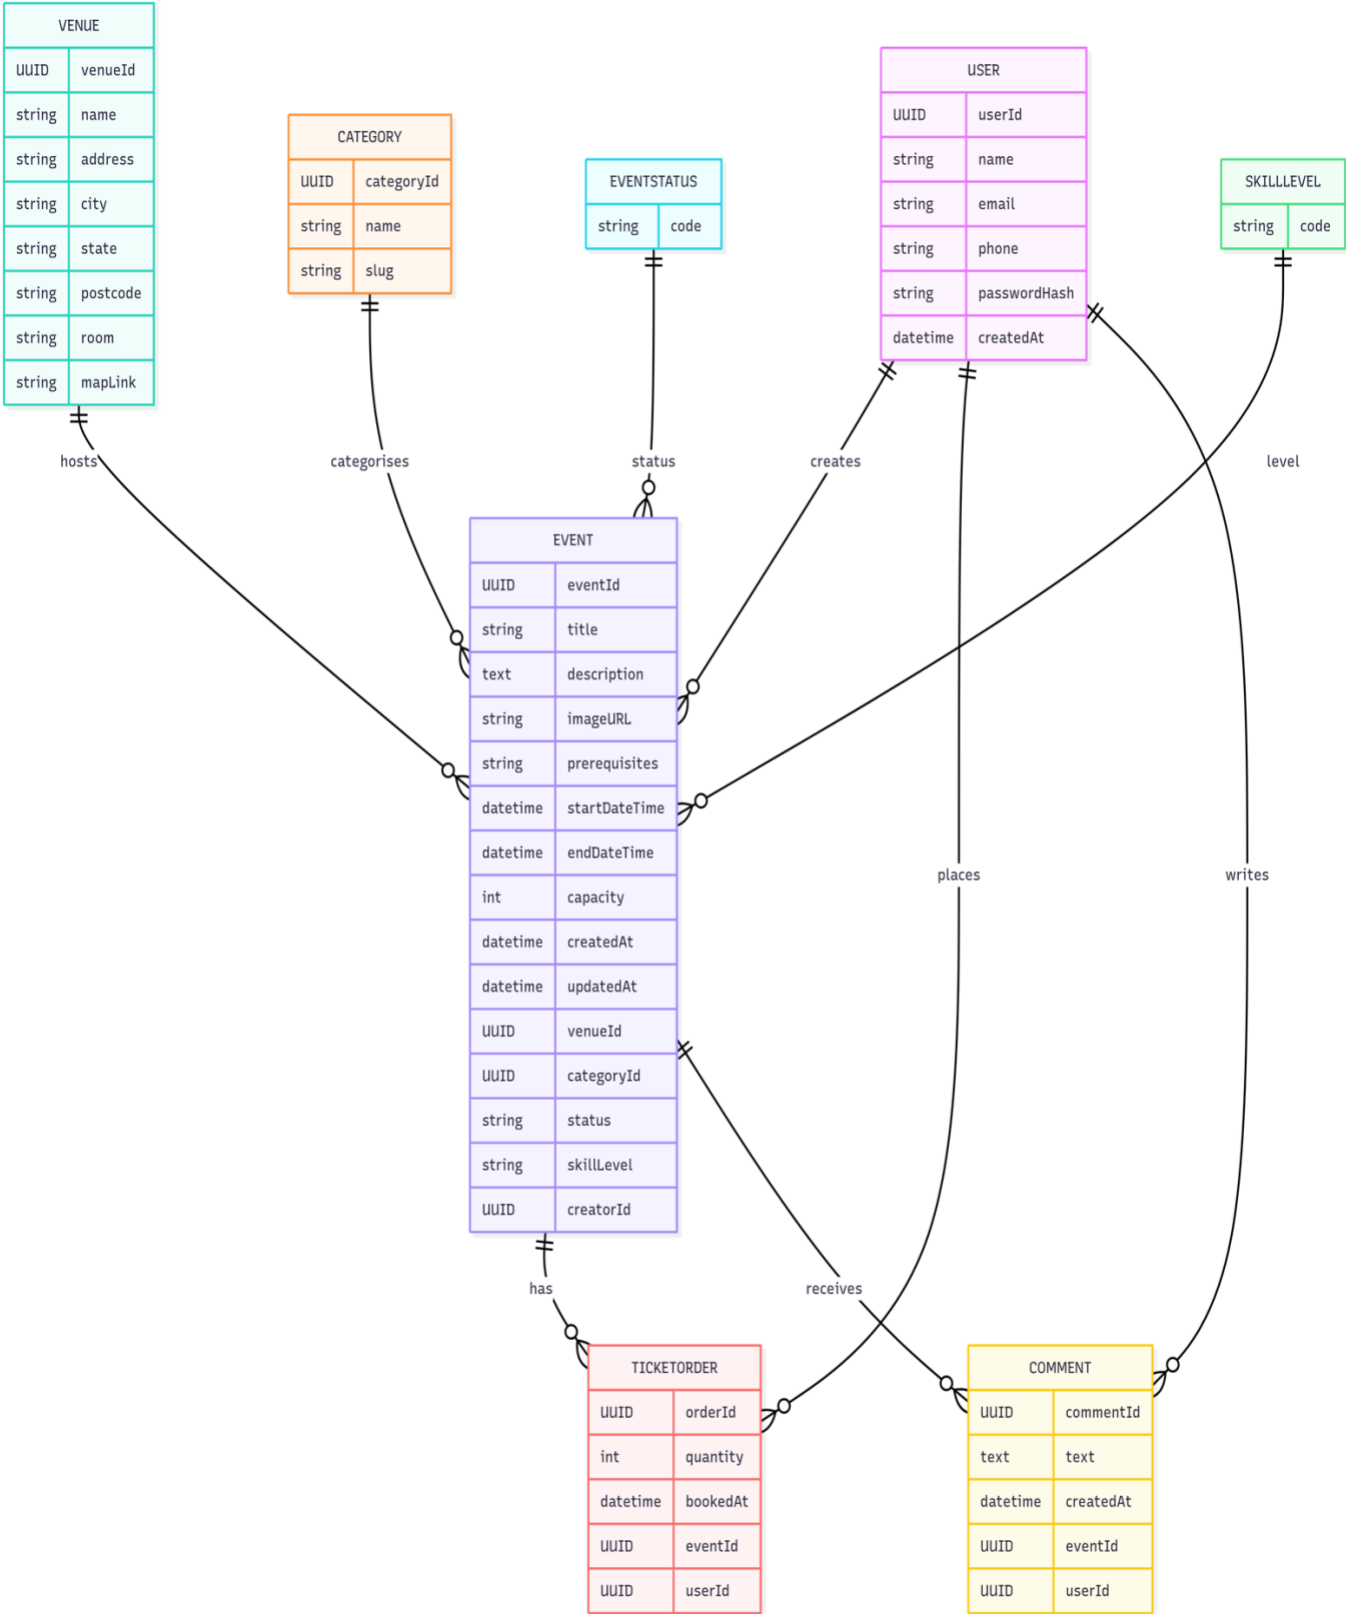 VENUE
UUID venueId
string name
string address
string city
string state
string postcode
string room
string mapLink
CATEGORY
UUID categoryId
string name
string slug
EVENTSTATUS
string code
USER
UUID userId
string name
string email
string phone
string passwordHash
datetime createdAt
SKILLLEVEL
string code
hosts
categorises
status
creates
level
EVENT
UUID eventId
string title
text description
string imageURL
string prerequisites
datetime startDateTime
datetime endDateTime
int capacity
datetime createdAt
datetime updatedAt
UUID venueId
UUID categoryId
string status
string skillLevel
UUID creatorId
places
writes
has
receives
TICKETORDER
UUID orderId
int quantity
datetime bookedAt
UUID eventId
UUID userId
COMMENT
UUID commentId
text text
datetime createdAt
UUID eventId
UUID userId